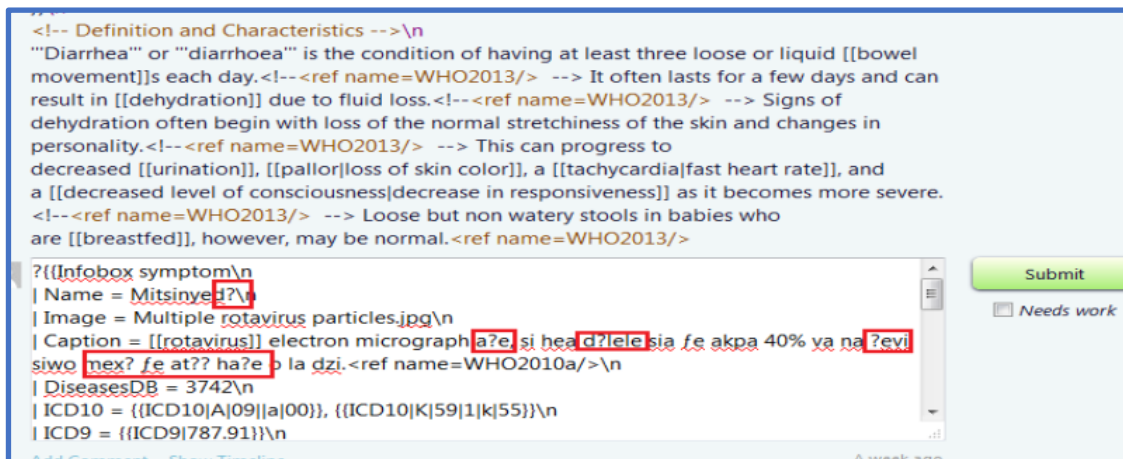 <!-- Definition and Characteristics -->\n
'''Diarrhea''' or '''diarrhoea''' is the condition of having at least three loose or liquid [[bowel
movement]]s each day.<!--<ref name=WHO2013/>  --> It often lasts for a few days and can
result in [[dehydration]] due to fluid loss.<!--<ref name=WHO2013/>  --> Signs of
dehydration often begin with loss of the normal stretchiness of the skin and changes in
personality.<!--<ref name=WHO2013/>  --> This can progress to
decreased [[urination]], [[pallor|loss of skin color]], a [[tachycardia|fast heart rate]], and
a [[decreased level of consciousness|decrease in responsiveness]] as it becomes more severe.
<!--<ref name=WHO2013/>  --> Loose but non watery stools in babies who
are [[breastfed]], however, may be normal.<ref name=WHO2013/>
?{{Infobox symptom\n
| Name = Mitsinyed?\n
| Image = Multiple rotavirus particles.jpg\n
| Caption = [[rotavirus]] electron micrograph a?e, si hea d?lele sia ƒe akpa 40% va na ?evi
siwo mex? ƒe at?? ha?e o la dzi.<ref name=WHO2010a/>\n
| DiseasesDB = 3742\n
| ICD10 = {{ICD10|A|09||a|00}}, {{ICD10|K|59|1|k|55}}\n
| ICD9 = {{ICD9|787.91}}\n
Submit
Needs work
Add Comment Show Timeline
A week ago